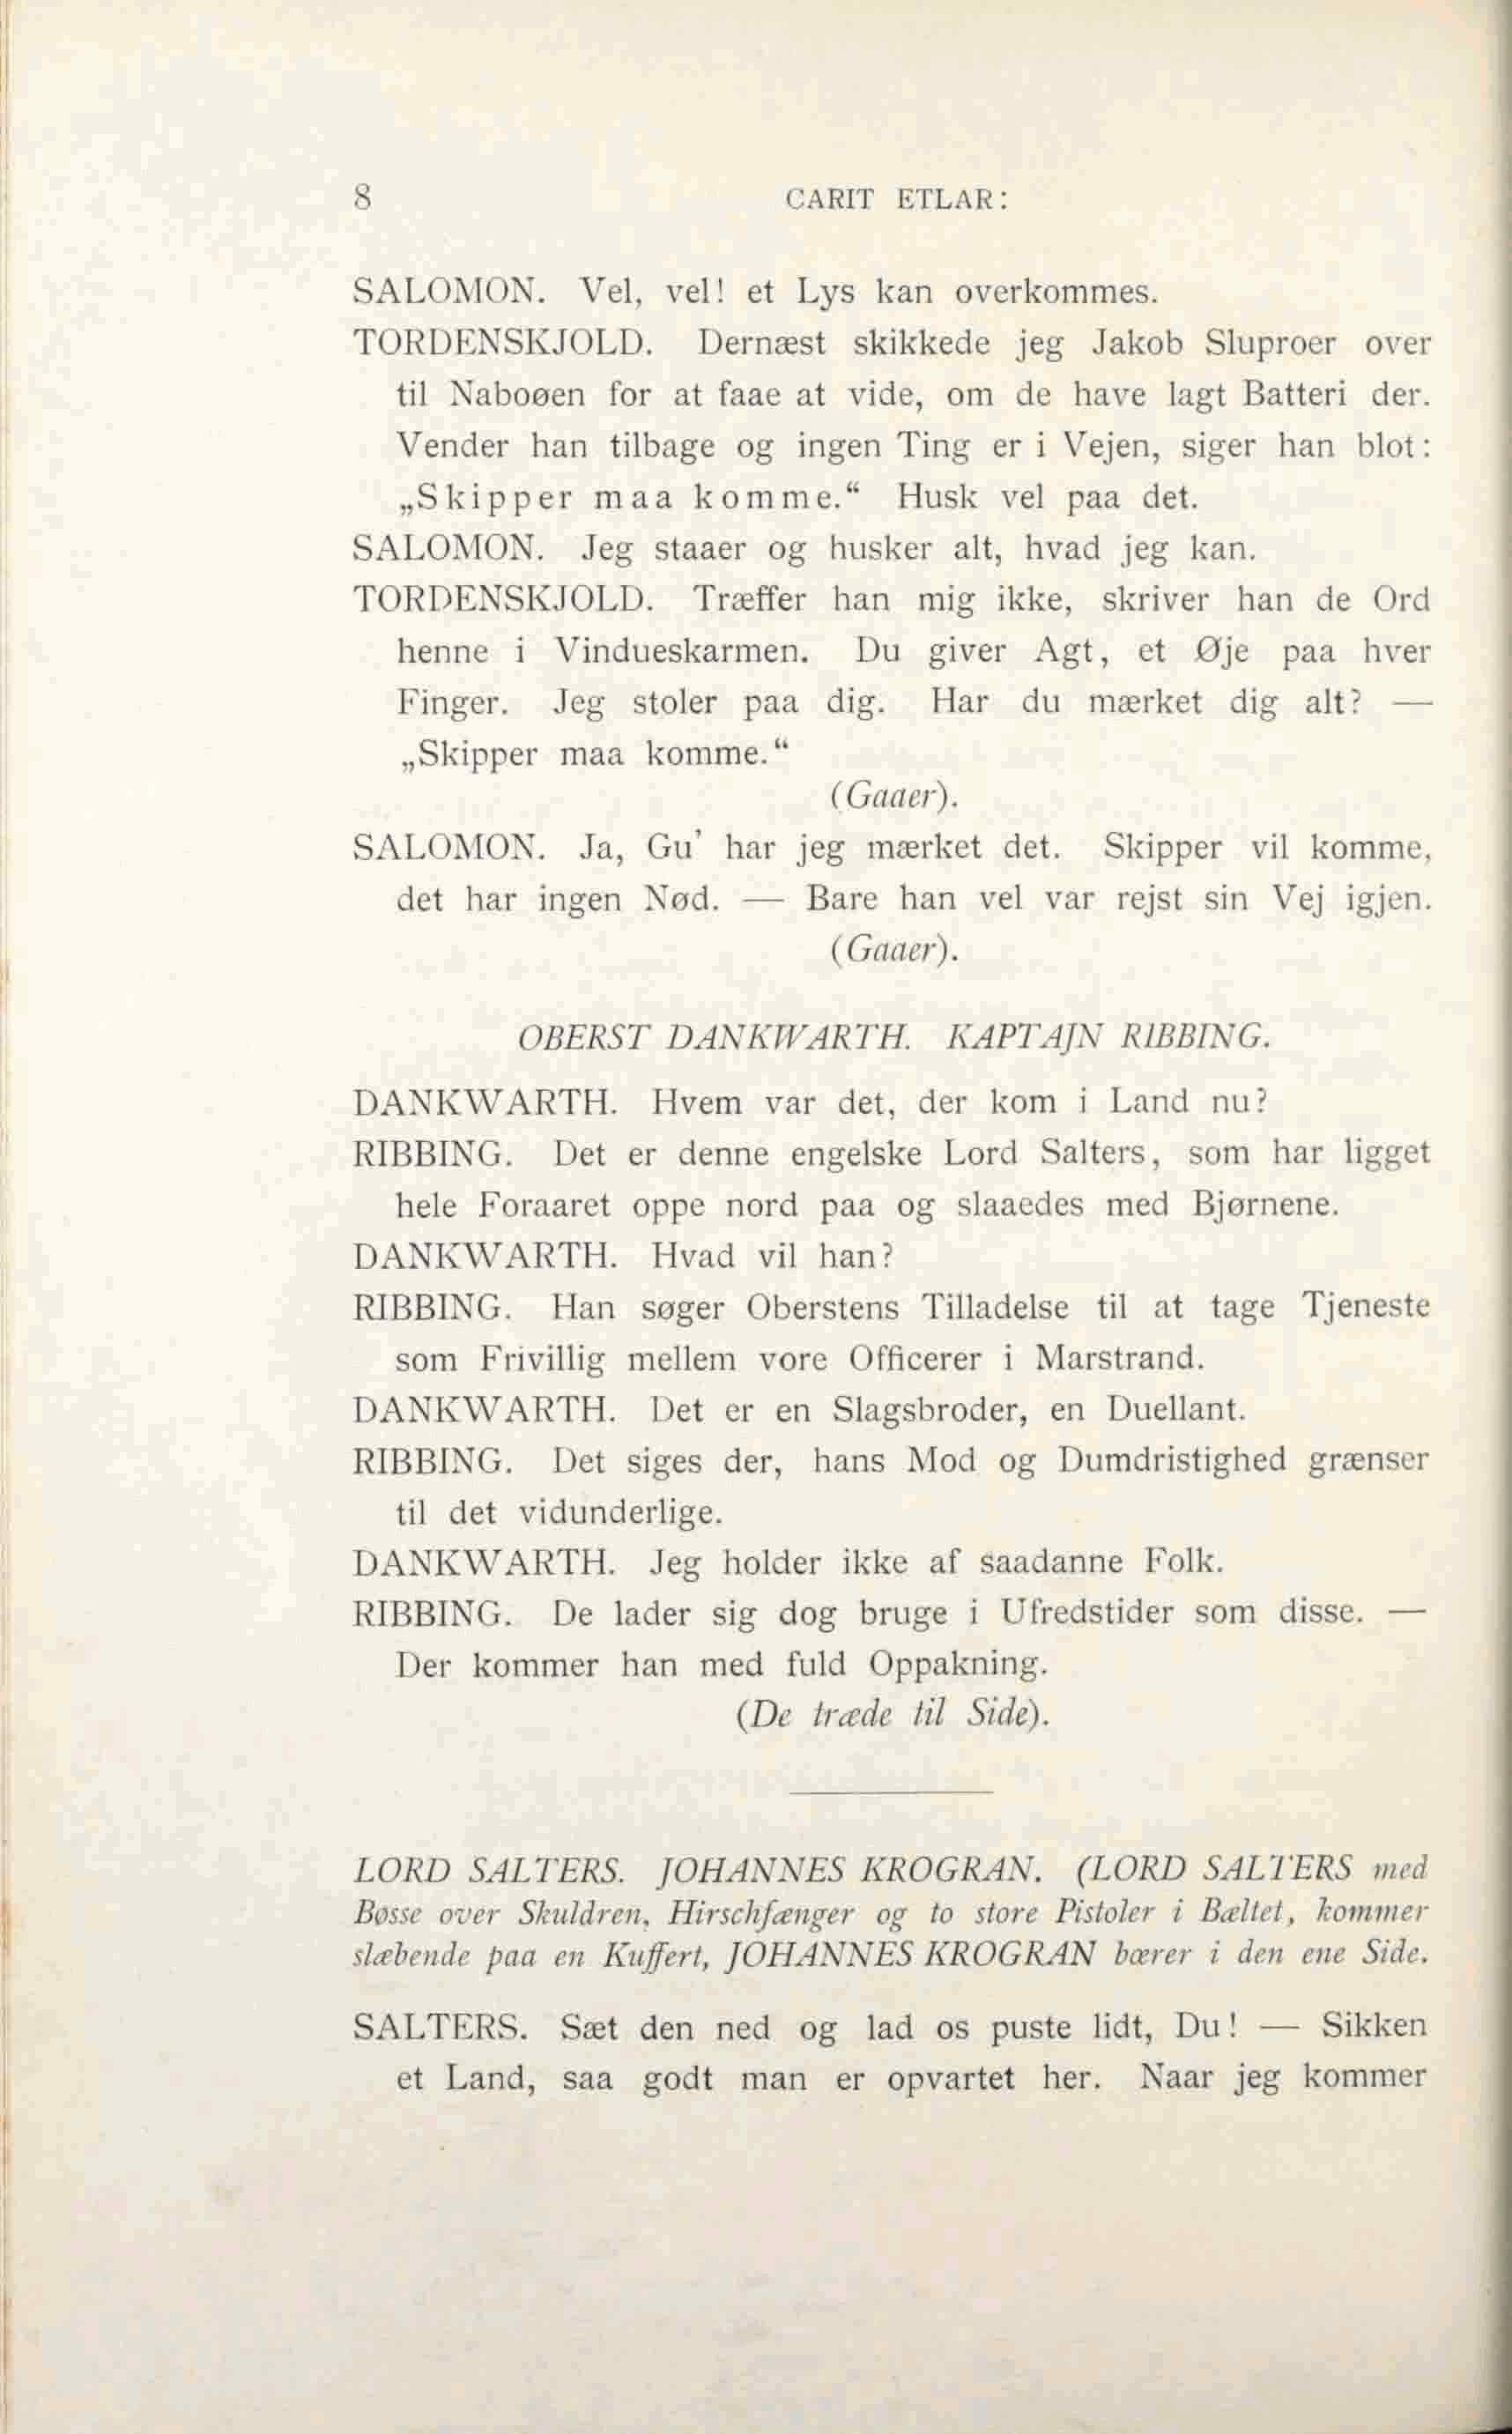 8 CARIT ETLAR:
SALOMON. Vel, vel! et Lys kan overkommes.
TORDENSKJOLD. Dernæst skikkede jeg Jakob Sluproer over
til Naboøen for at faae at vide, om de have lagt Batteri der.
Vender han tilbage og ingen Ting er i Vejen, siger han blot:
„Skipper maa komme.“ Husk vel paa det.
SALOMON. Jeg staaer og husker alt, hvad jeg kan.
TORDENSKJOLD. Træffer han mig ikke, skriver han de Ord
henne i Vindueskarmen. Du giver Agt, et Øje paa hver
Finger. Jeg stoler paa dig. Har du mærket dig alt? —
„Skipper maa komme.“
(Gaaer).
SALOMON. Ja, Gu' har jeg mærket det. Skipper vil komme,
det har ingen Nød. — Bare han vel var rejst sin Vej igjen.
(Gaaer).
OBERST DANKWARTH. KAPTAJN RIBBING.
DANKWARTH. Hvem var det, der kom i Land nu?
RIBBING. Det er denne engelske Lord Salters, som har ligget
hele Foraaret oppe nord paa og slaaedes med Bjørnene.
DANKWARTH. Hvad vil han?
RIBBING. Han søger Oberstens Tilladelse til at tage Tjeneste
som Frivillig mellem vore Officerer i Marstrand.
DANKWARTH. Det er en Slagsbroder, en Duellant.
RIBBING. Det siges der, hans Mod og Dumdristighed grænser
til det vidunderlige.
DANKWARTH. Jeg holder ikke af saadanne Folk.
RIBBING. De lader sig dog bruge i Ufredstider som disse. —
Der kommer han med fuld Oppakning.
(De træde til Side).
LORD SALTERS. JOHANNES KROGRAN. (LORD SALTERS med
Bøsse over Skuldren, Hirschfænger og to store Pistoler i Bæltet, kommer
slæbende paa en Kuffert, JOHANNES KROGRAN bærer i den ene Side.
SALTERS. Sæt den ned og lad os puste lidt, Du! — Sikken
et Land, saa godt man er opvartet her. Naar jeg kommer